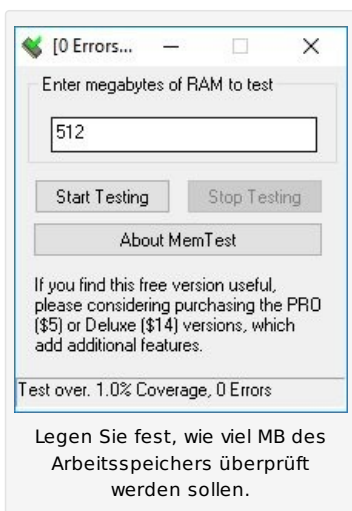 [0 Errors...
Enter megabytes of RAM to test
512
Start Testing
Stop Testing
About MemTest
If you find this free version useful,
please considering purchasing the PRO
($5) or Deluxe ($14) versions, which
add additional features.
Test over. 1.0% Coverage, 0 Errors
Legen Sie fest, wie viel MB des
Arbeitsspeichers überprüft
werden sollen.